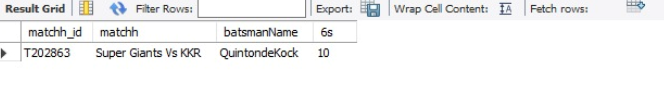 Result Grid Filter Rows: Export: Wrap Cell Content: IA Fetch rows:
matchh_id matchh batsmanName 6s
T202863 Super Giants Vs KKR QuintondeKock 10